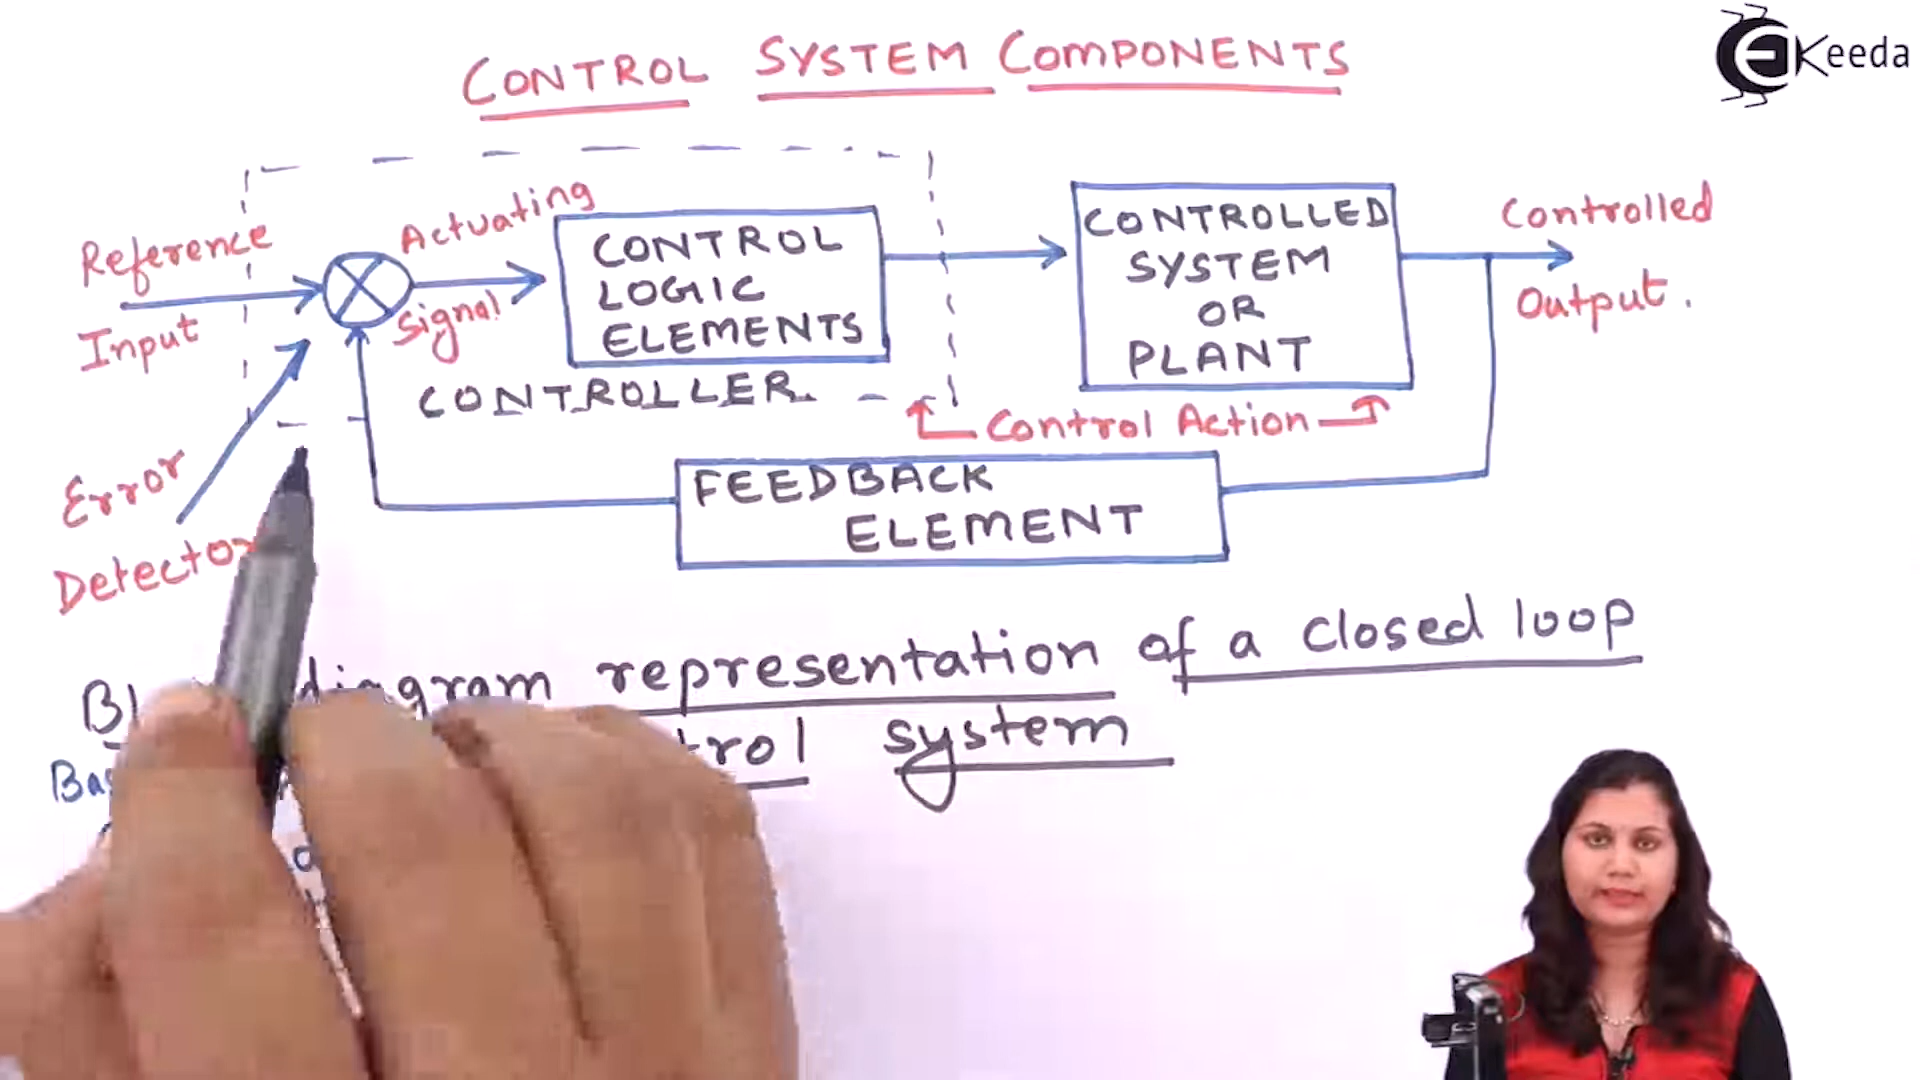 CONTROL SYSTEM COMPONENTS
EKeeda
Reference
Input
Actuating
Signal
CONTROL
LOGIC
ELEMENTS
CONTROLLER
CONTROLLED
SYSTEM
OR
PLANT
Controlled
Output.
Control Action
Error
Detector
FEEDBACK
ELEMENT
diagram representation of a closed loop
system